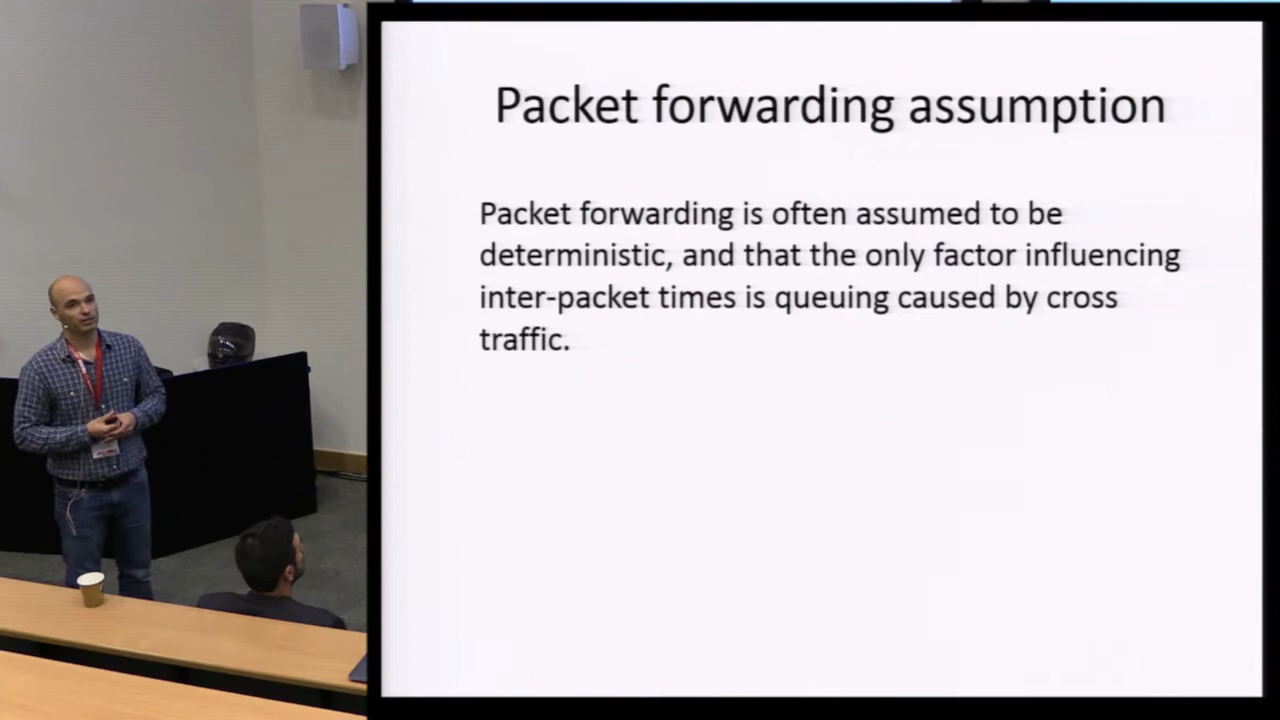 Packet forwarding assumption
Packet forwarding is often assumed to be
deterministic, and that the only factor influencing
inter-packet times is queuing caused by cross
traffic.